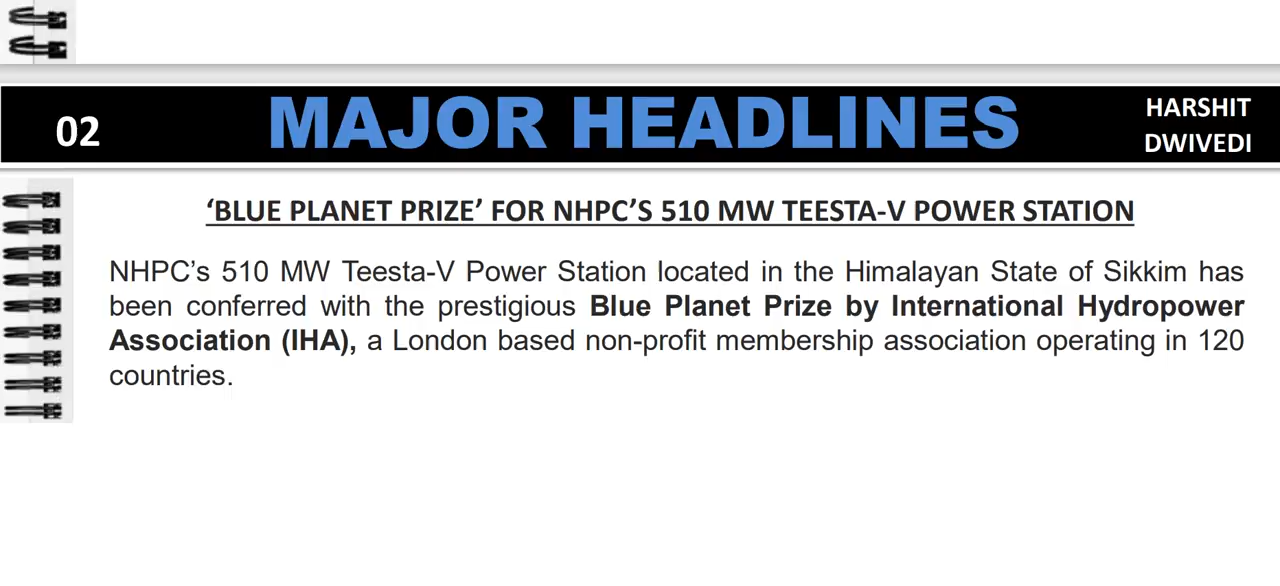 02
MAJOR HEADLINES
HARSHIT
DWIVEDI
‘BLUE PLANET PRIZE’ FOR NHPC’S 510 MW TEESTA-V POWER STATION
NHPC’s 510 MW Teesta-V Power Station located in the Himalayan State of Sikkim has
been conferred with the prestigious Blue Planet Prize by International Hydropower
Association (IHA), a London based non-profit membership association operating in 120
countries.